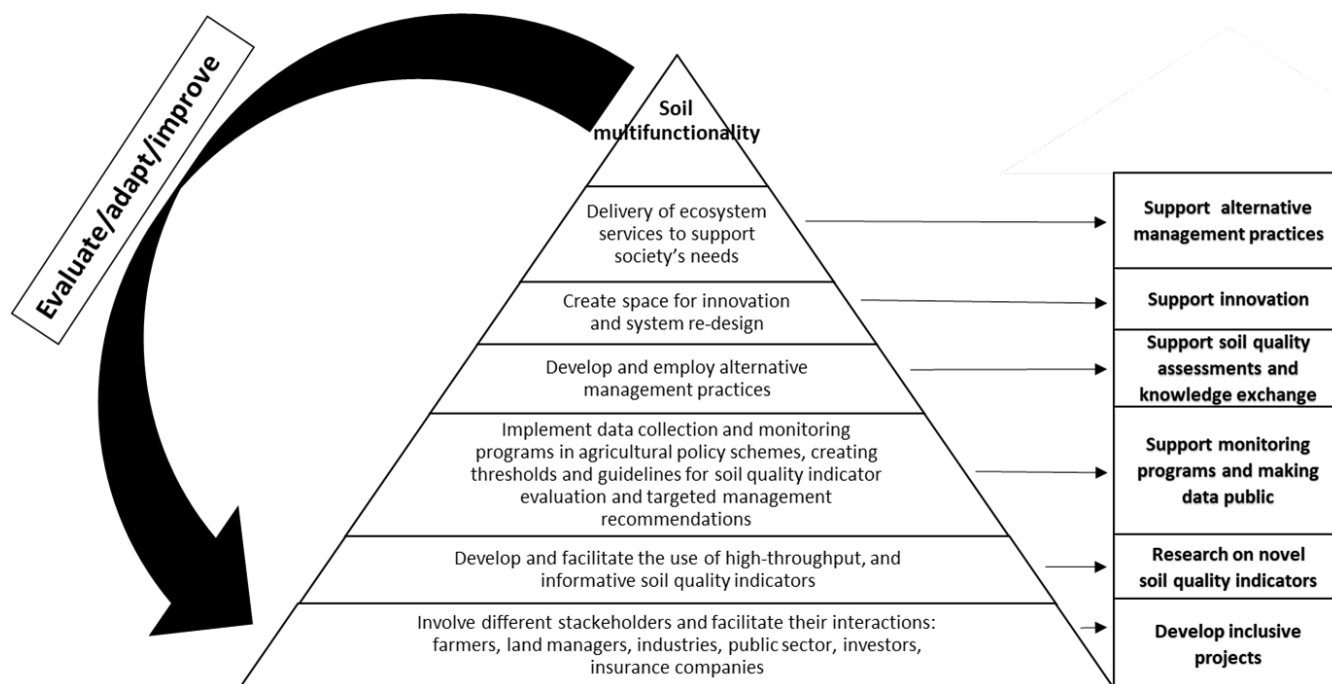 Evaluate/adapt/improve
Soil
multifunctionality
Delivery of ecosystem
services to support
society’s needs
Create space for innovation
and system re-design
Develop and employ alternative
management practices
Implement data collection and monitoring
programs in agricultural policy schemes, creating
thresholds and guidelines for soil quality indicator
evaluation and targeted management
recommendations
Develop and facilitate the use of high-throughput, and
informative soil quality indicators
Involve different stakeholders and facilitate their interactions:
farmers, land managers, industries, public sector, investors,
insurance companies
Support alternative
management practices
Support innovation
Support soil quality
assessments and
knowledge exchange
Support monitoring
programs and making
data public
Research on novel
soil quality indicators
Develop inclusive
projects